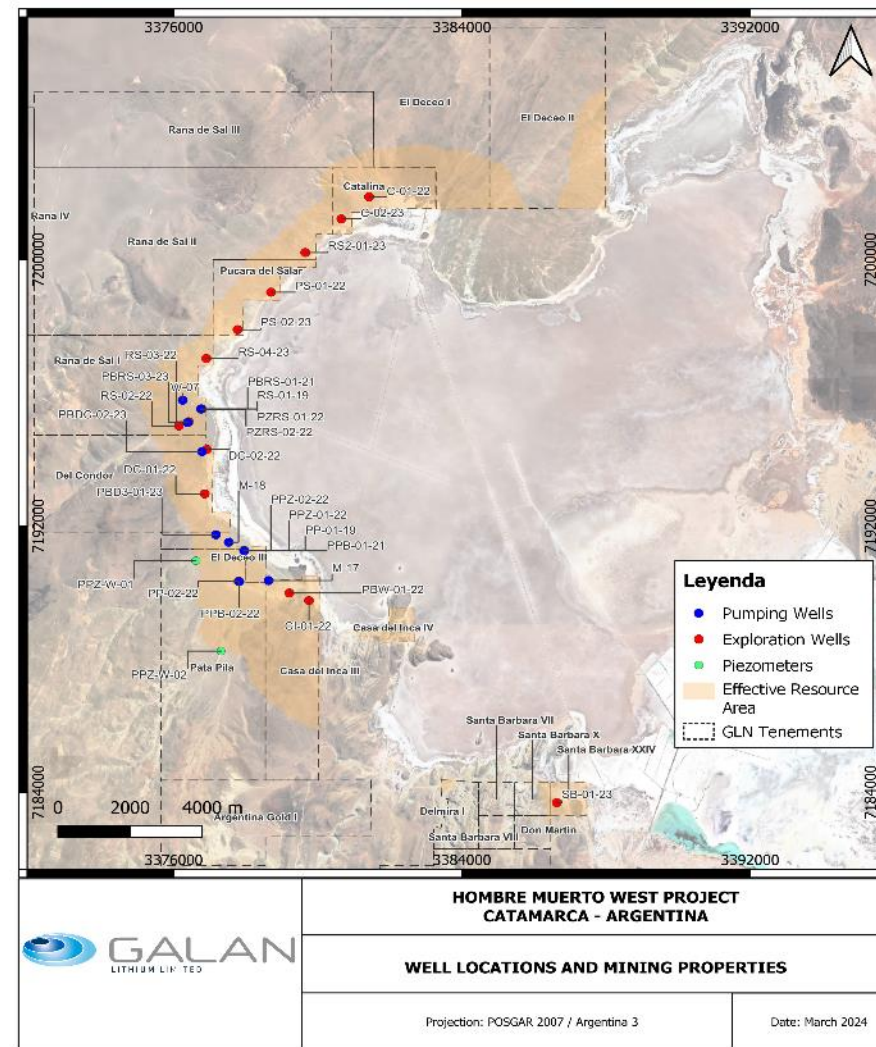 3376000
3384000
3392000
El Deceo I
El Deceo II
Rana de Sal III
Catalina
C-01-22
C-02-23
Rana IV
Rana de Sal II
RS2-01-23
7200000
7200000
Pucara del Salar
PS-01-22
PS-02-23
RS-03-22
Rana de Sal I
RS-04-23
PBRS-03-23
W-07
PBRS-01-21
RS-02-22
RS-01-19
PBDC-02-23
PZRS-01-22
PZRS-02-22
DC-02-22
DC-01-22
Del Condor
M-18
PBD3-01-23
PPZ-02-22
7192000
7192000
PPZ-01-22
PP-01-19
PPB-01-21
El Deceo III
PPZ-W-01
M-17
PP-02-22
PBW-01-22
PPB-02-22
CI-01-22
Casa del Inca IV
PPZ-W-02
Pata Pila
Casa del Inca III
Leyenda
Pumping Wells
Exploration Wells
Piezometers
Effective Resource
Area
GLN Tenements
Santa Barbara VII
Santa Barbara X
Santa Barbara XXIV
7184000
7184000
SB-01-23
0 2000 4000 m
Argentina Gold I
Delmira I
Don Martin
Santa Barbara VIII
3376000
3384000
3392000
HOMBRE MUERTO WEST PROJECT
CATAMARCA - ARGENTINA
GALAN
LITHIUM LIMITED
WELL LOCATIONS AND MINING PROPERTIES
Projection: POSGAR 2007 / Argentina 3
Date: March 2024